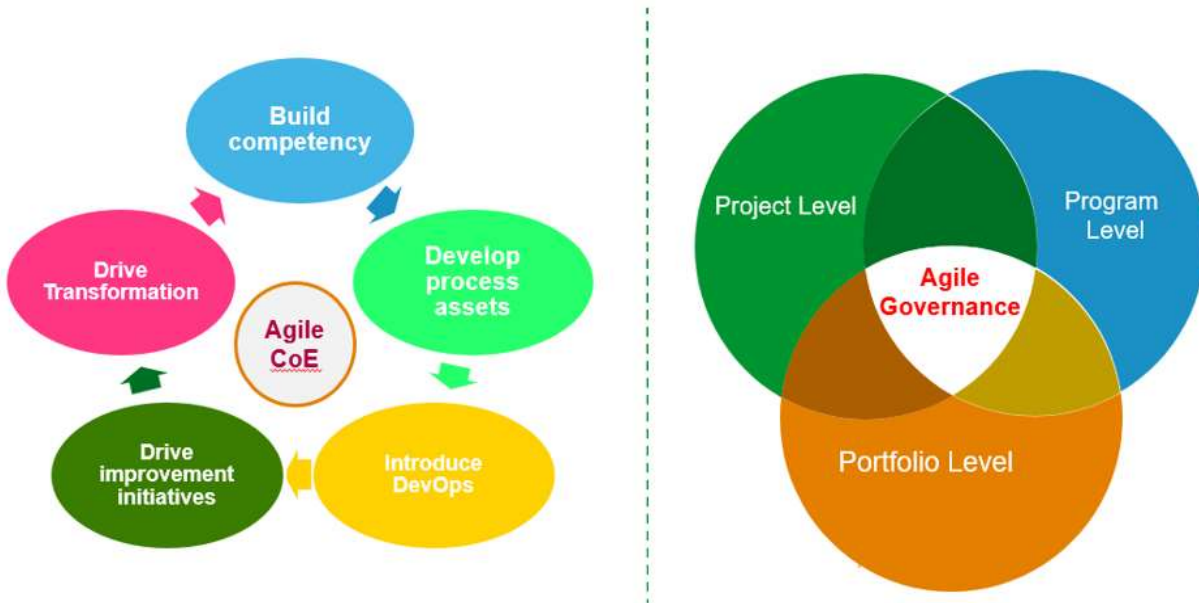 Build
competency
Develop
process
assets
Introduce
DevOps
Drive
improvement
initiatives
Drive
Transformation
Agile
CoE
Project Level
Program
Level
Agile
Governance
Portfolio Level